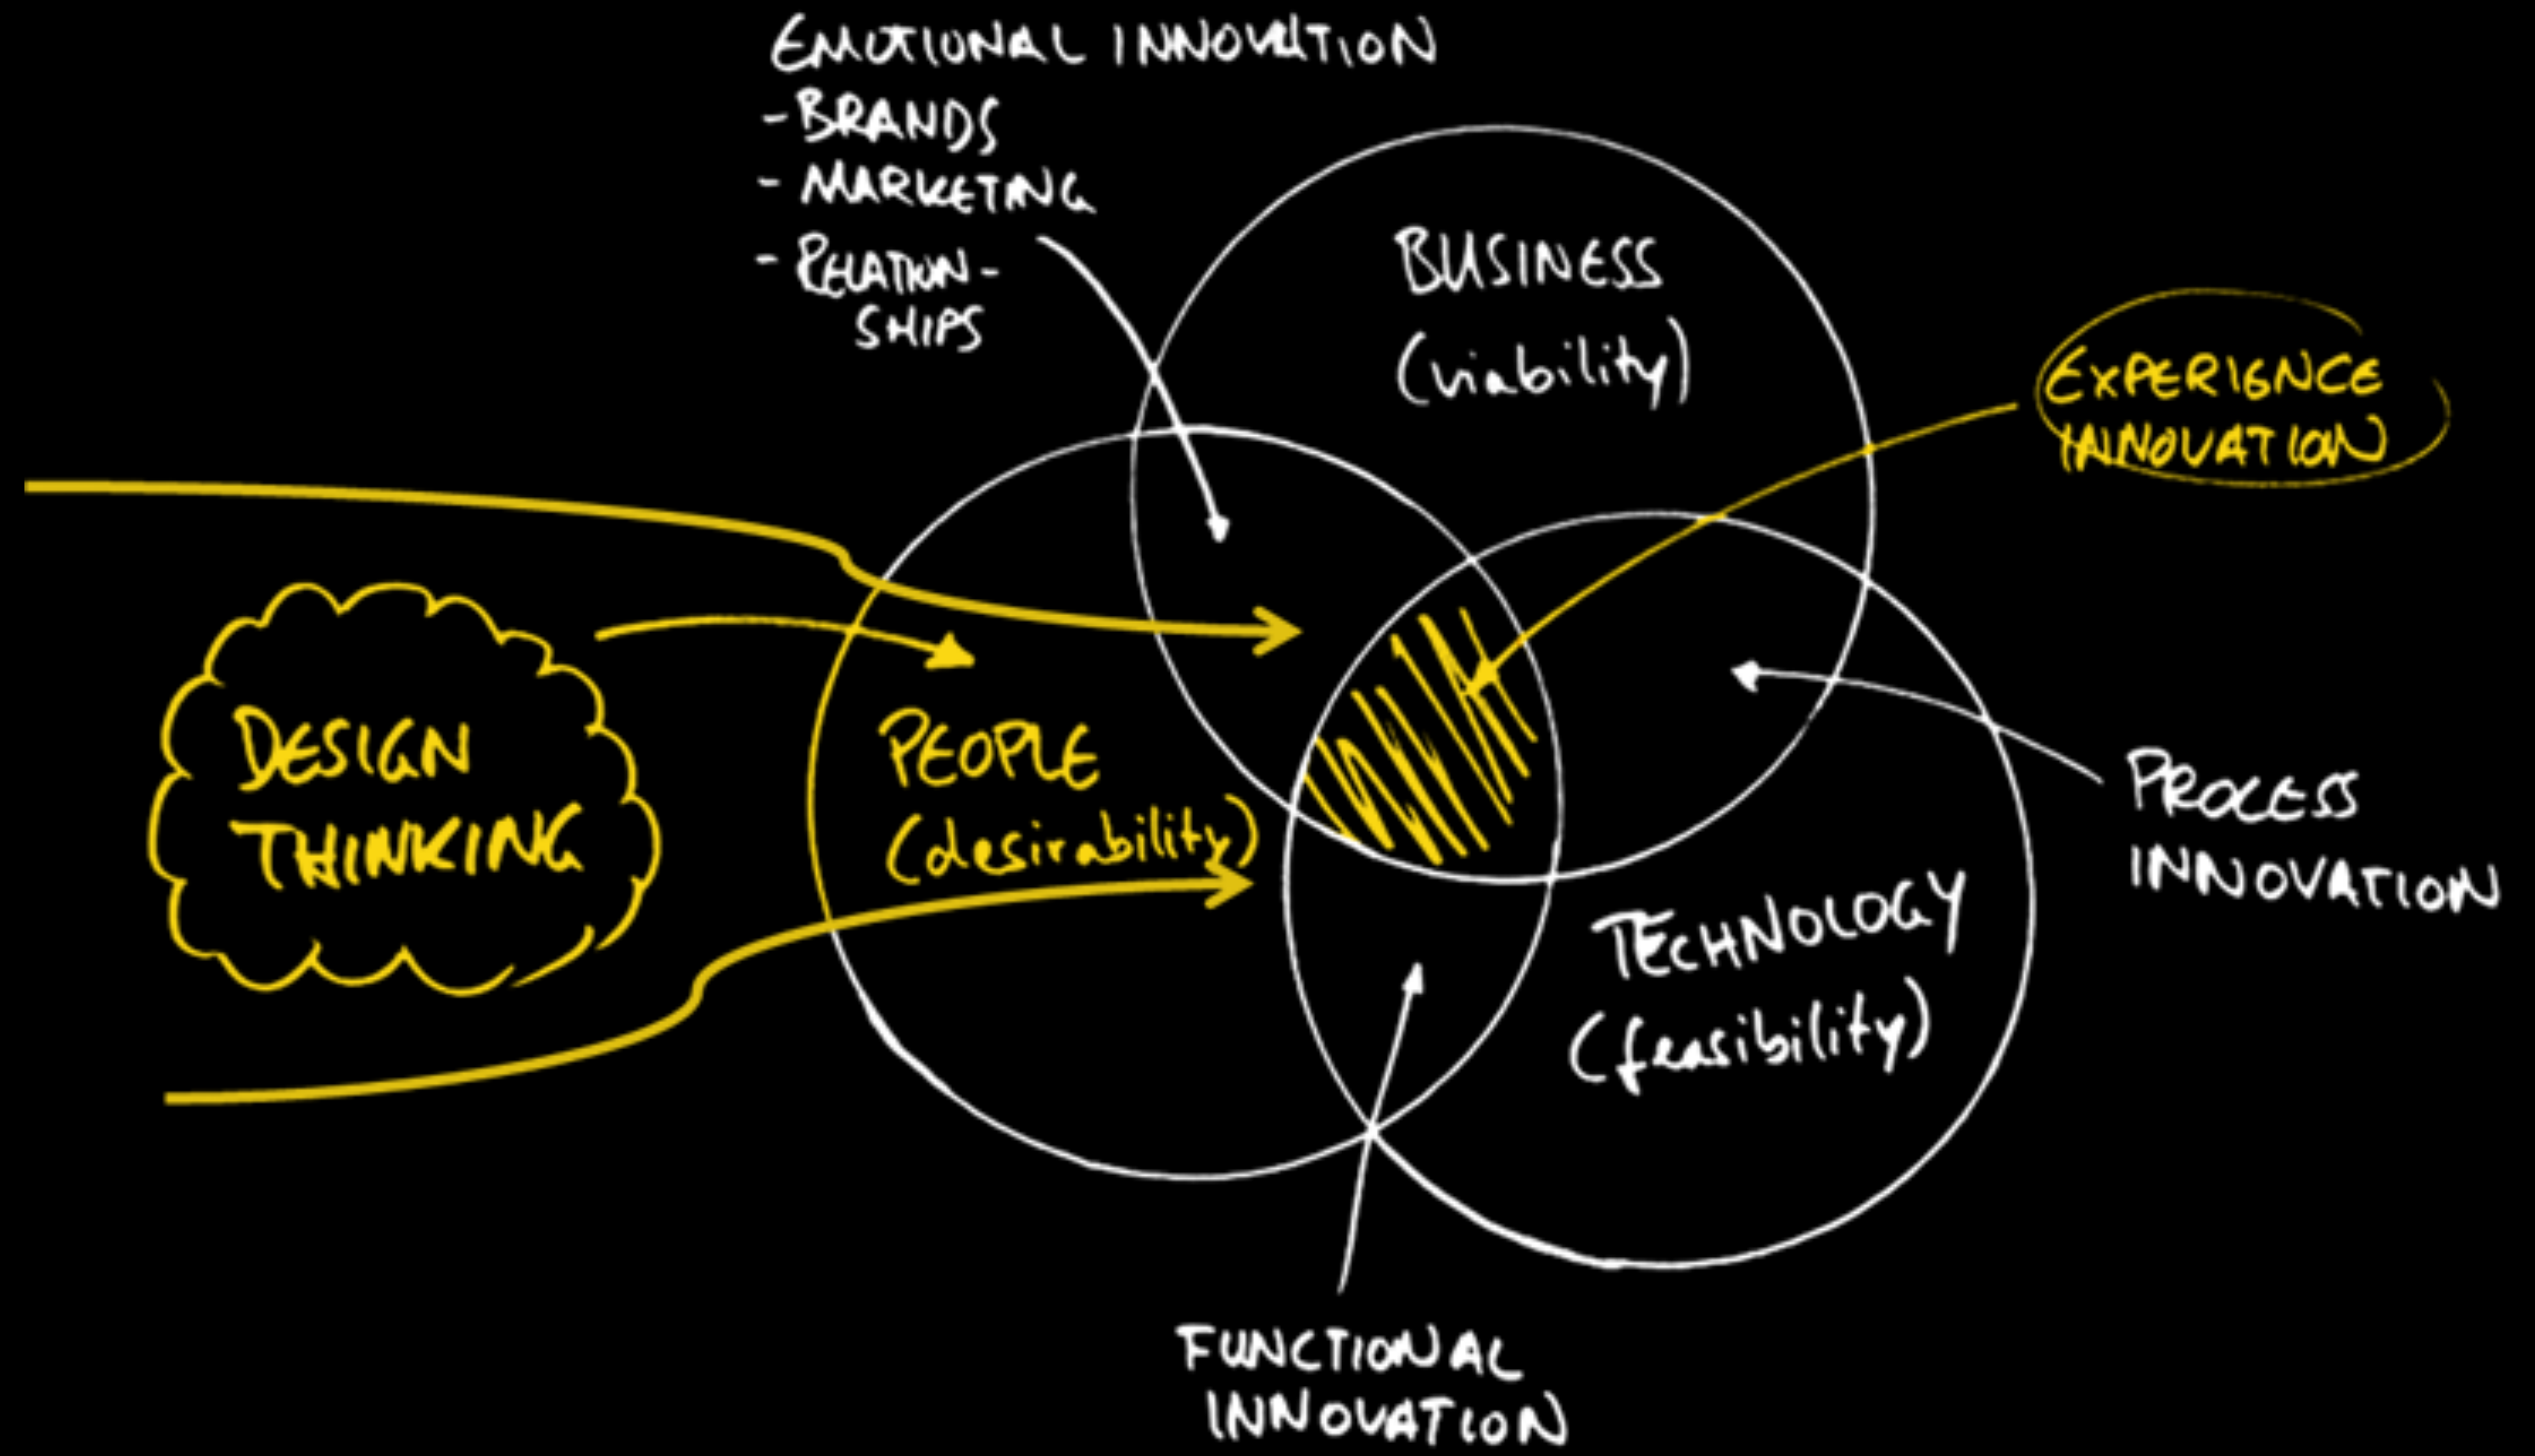 EMOTIONAL INNOVATION
- BRANDS
- MARKETING
- RELATION-
SHIPS
BUSINESS
(viability)
EXPERIENCE
INNOVATION
DESIGN
THINKING
PEOPLE
(desirability)
PROCESS
INNOVATION
TECHNOLOGY
(feasibility)
FUNCTIONAL
INNOVATION